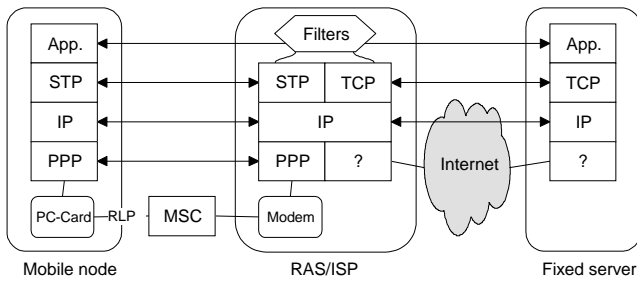 Filters
App.
App.
STP
STP
TCP
TCP
IP
IP
IP
PPP
PPP
?
Internet
?
PC-Card
RLP
MSC
Modem
Mobile node
RAS/ISP
Fixed server